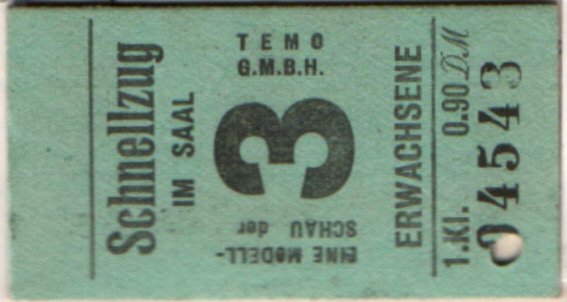 Schnellzug
IM SAAL
EINE MODELL-
SCHAU der
3
TEMO
G.M.B.H.
ERWACHSENE
1.Kl. 0.90 DM
04543